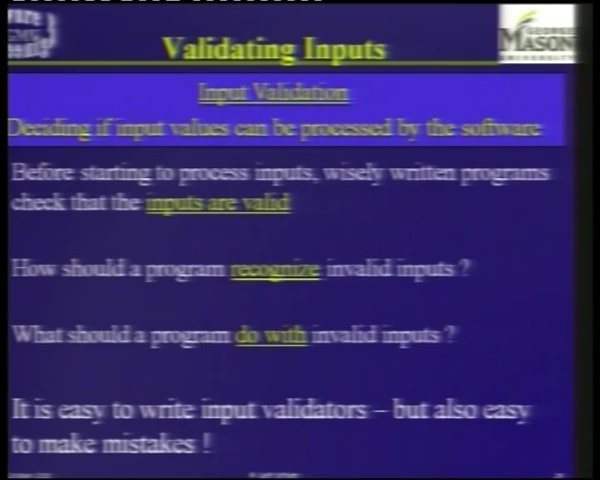 GEORGE
MASON
UNIVERSITY
Validating Inputs
Input Validation
Deciding if input values can be processed by the software
Before starting to process inputs, wisely written programs
check that the inputs are valid
How should a program recognize invalid inputs ?
What should a program do with invalid inputs ?
It is easy to write input validators – but also easy
to make mistakes !